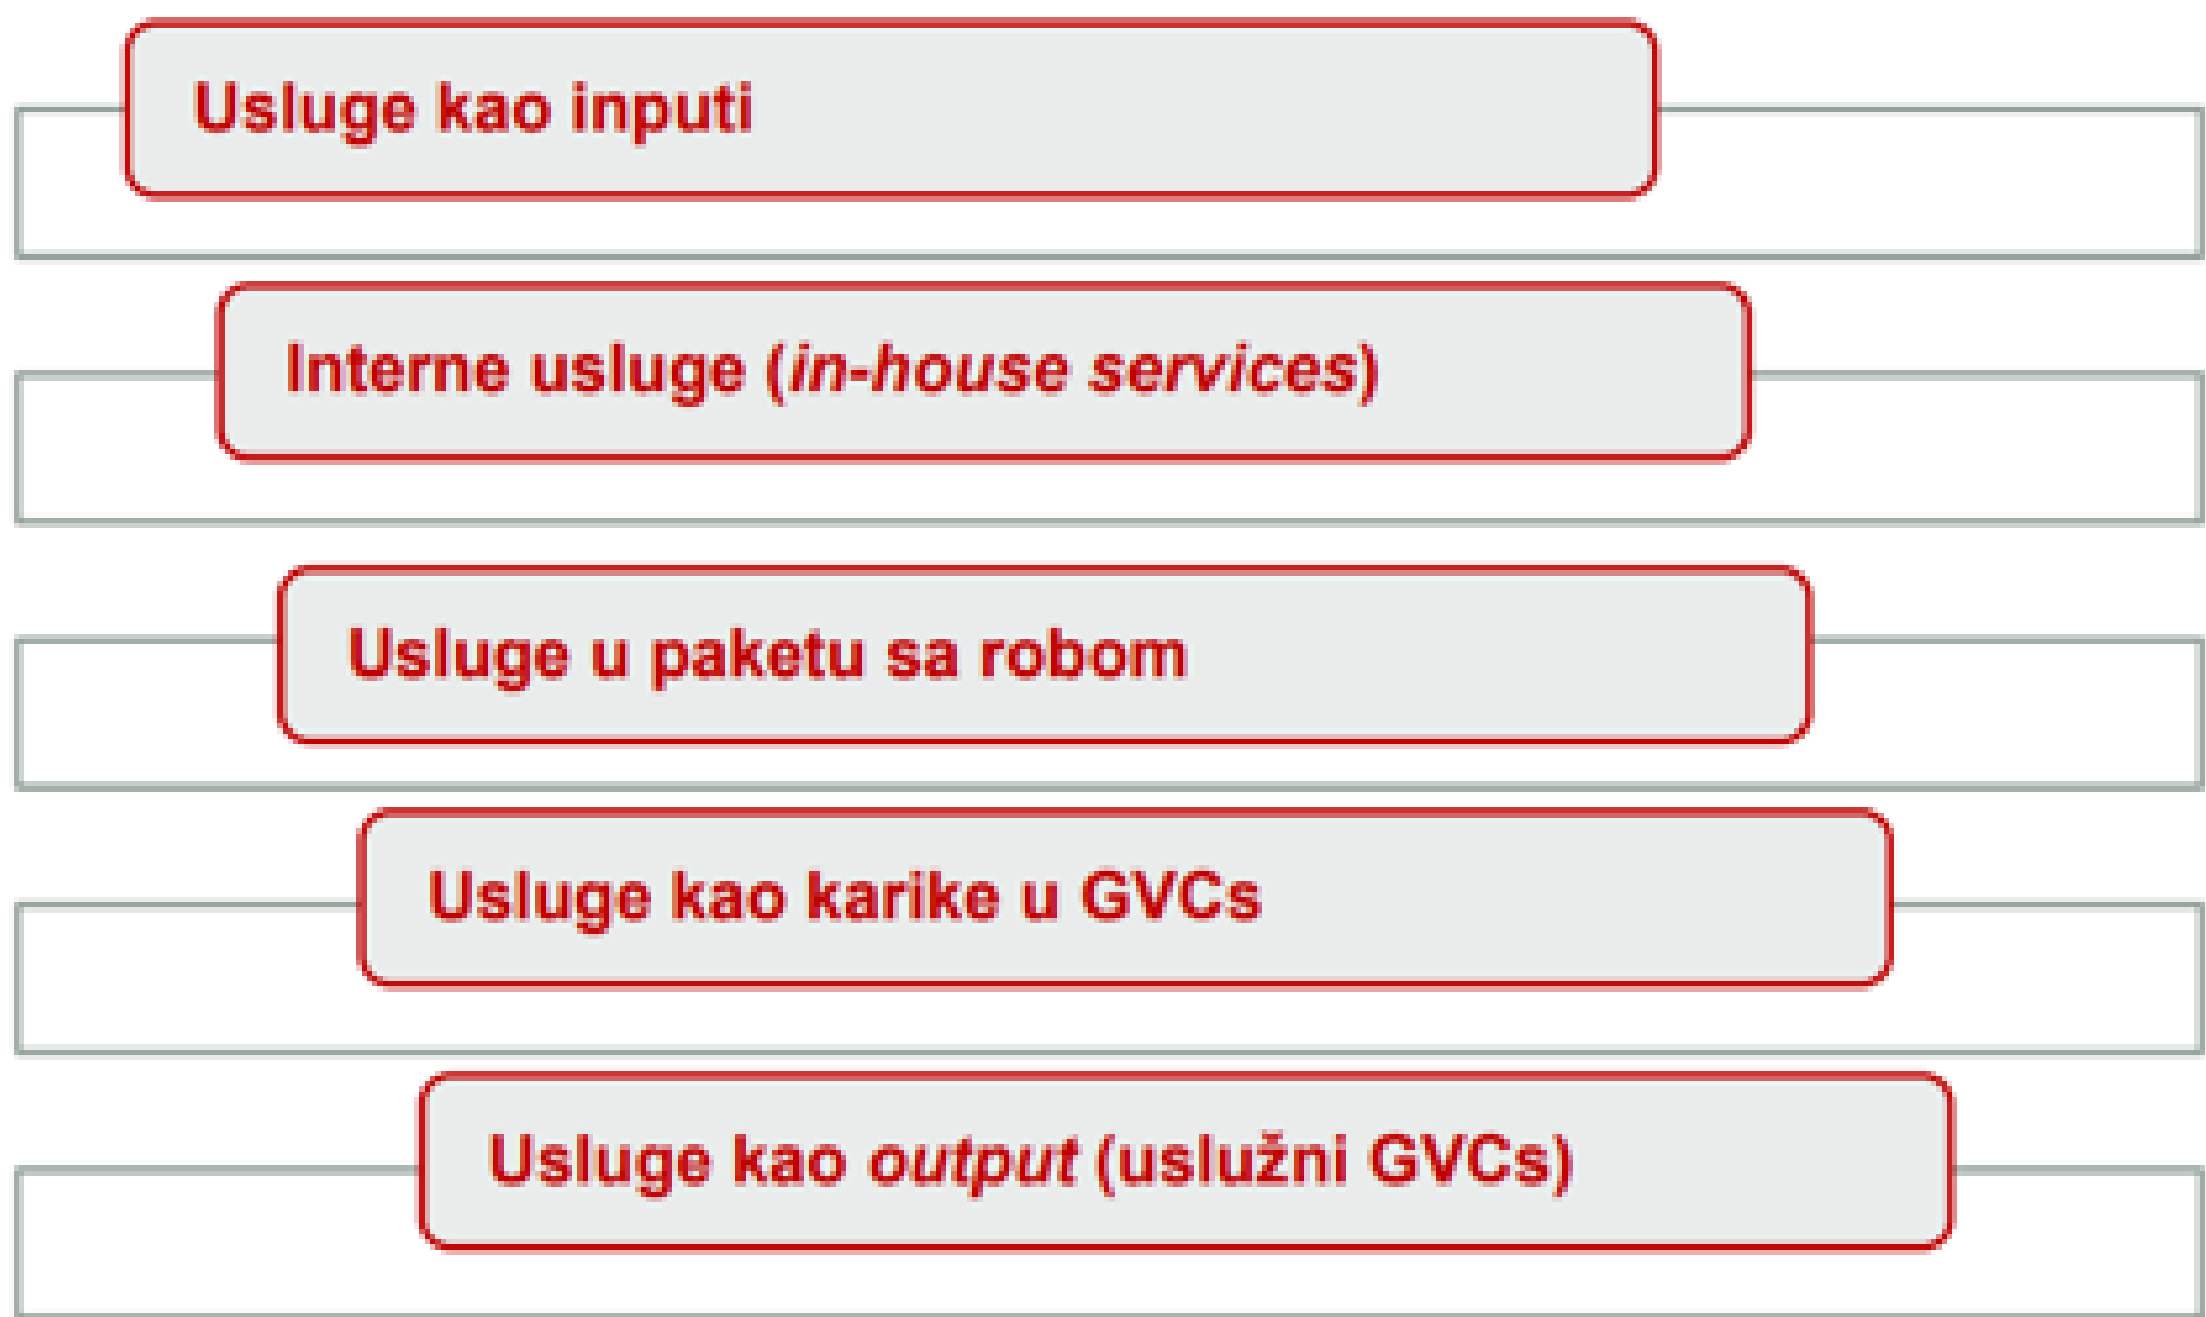 Usluge kao inputi
Interne usluge (in-house services)
Usluge u paketu sa robom
Usluge kao karike u GVCs
Usluge kao output (uslužni GVCs)